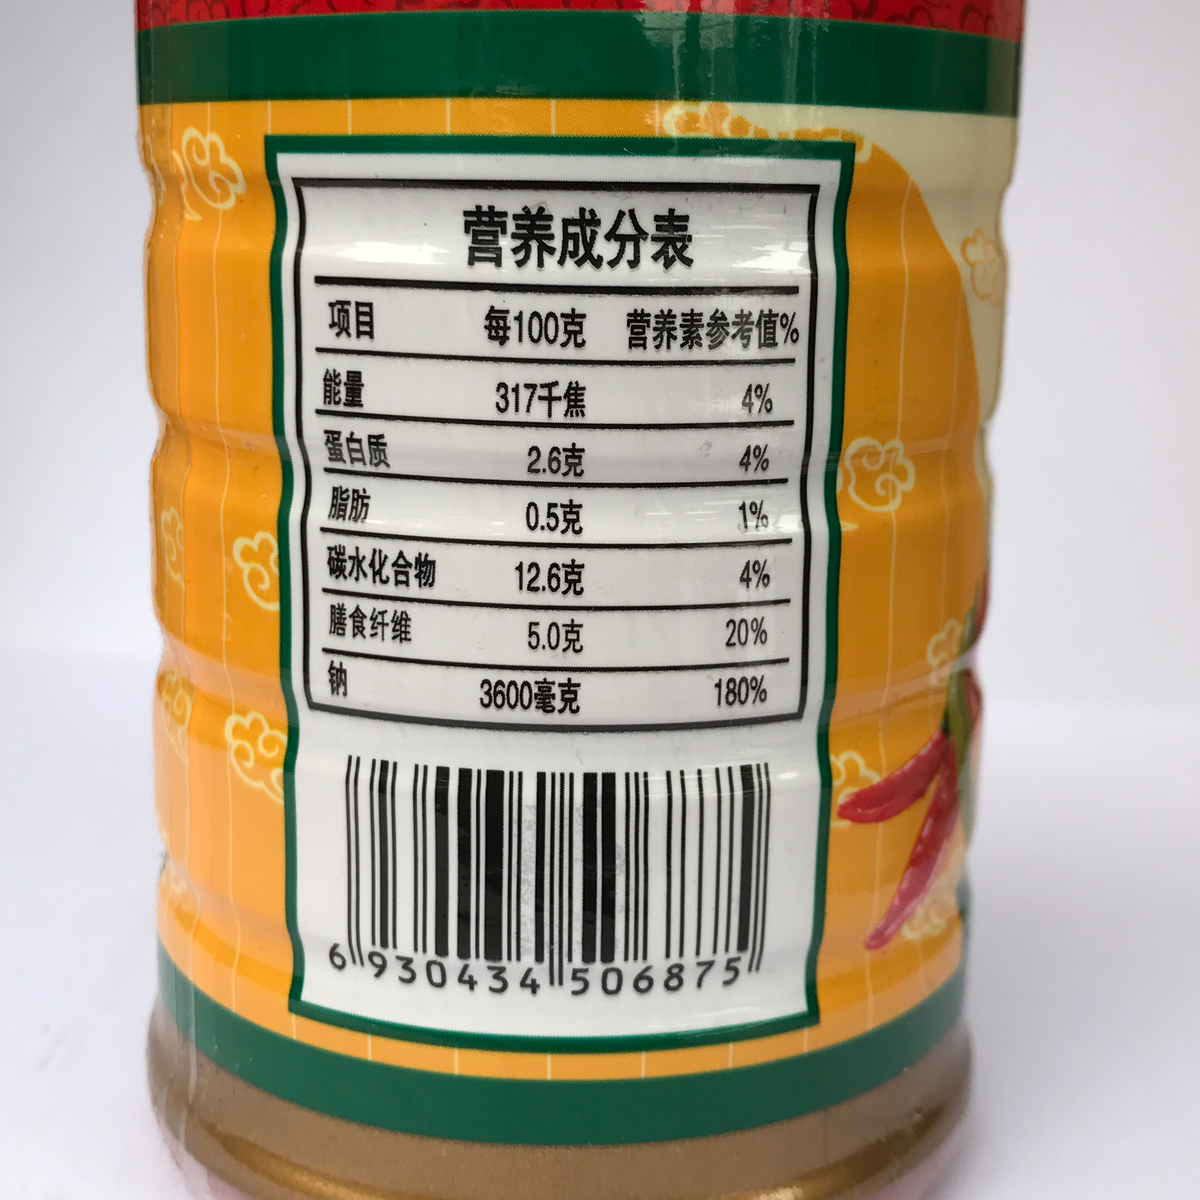 营养成分表
项目 每100克 营养素参考值%
能量 317千焦 4%
蛋白质 2.6克 4%
脂肪 0.5克 1%
碳水化合物 12.6克 4%
膳食纤维 5.0克 20%
钠 3600毫克 180%
6 930434 506875